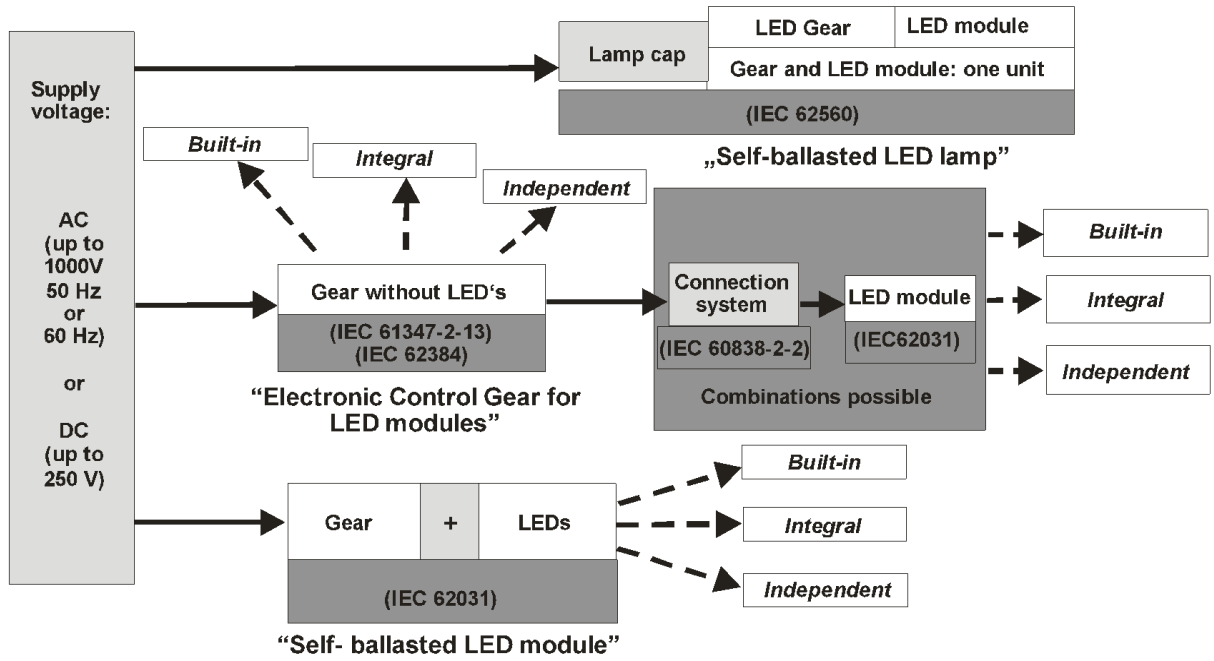 Supply
voltage:
AC
(up to
1000V
50 Hz
or
60 Hz)
or
DC
(up to
250 V)
Lamp cap
LED Gear
LED module
Gear and LED module: one unit
(IEC 62560)
„Self-ballasted LED lamp”
Built-in
Integral
Independent
Gear without LED‘s
(IEC 61347-2-13)
(IEC 62384)
“Electronic Control Gear for
LED modules”
Connection
system
(IEC 60838-2-2)
LED module
(IEC62031)
Combinations possible
Built-in
Integral
Independent
Gear
+
LEDs
(IEC 62031)
“Self- ballasted LED module”
Built-in
Integral
Independent